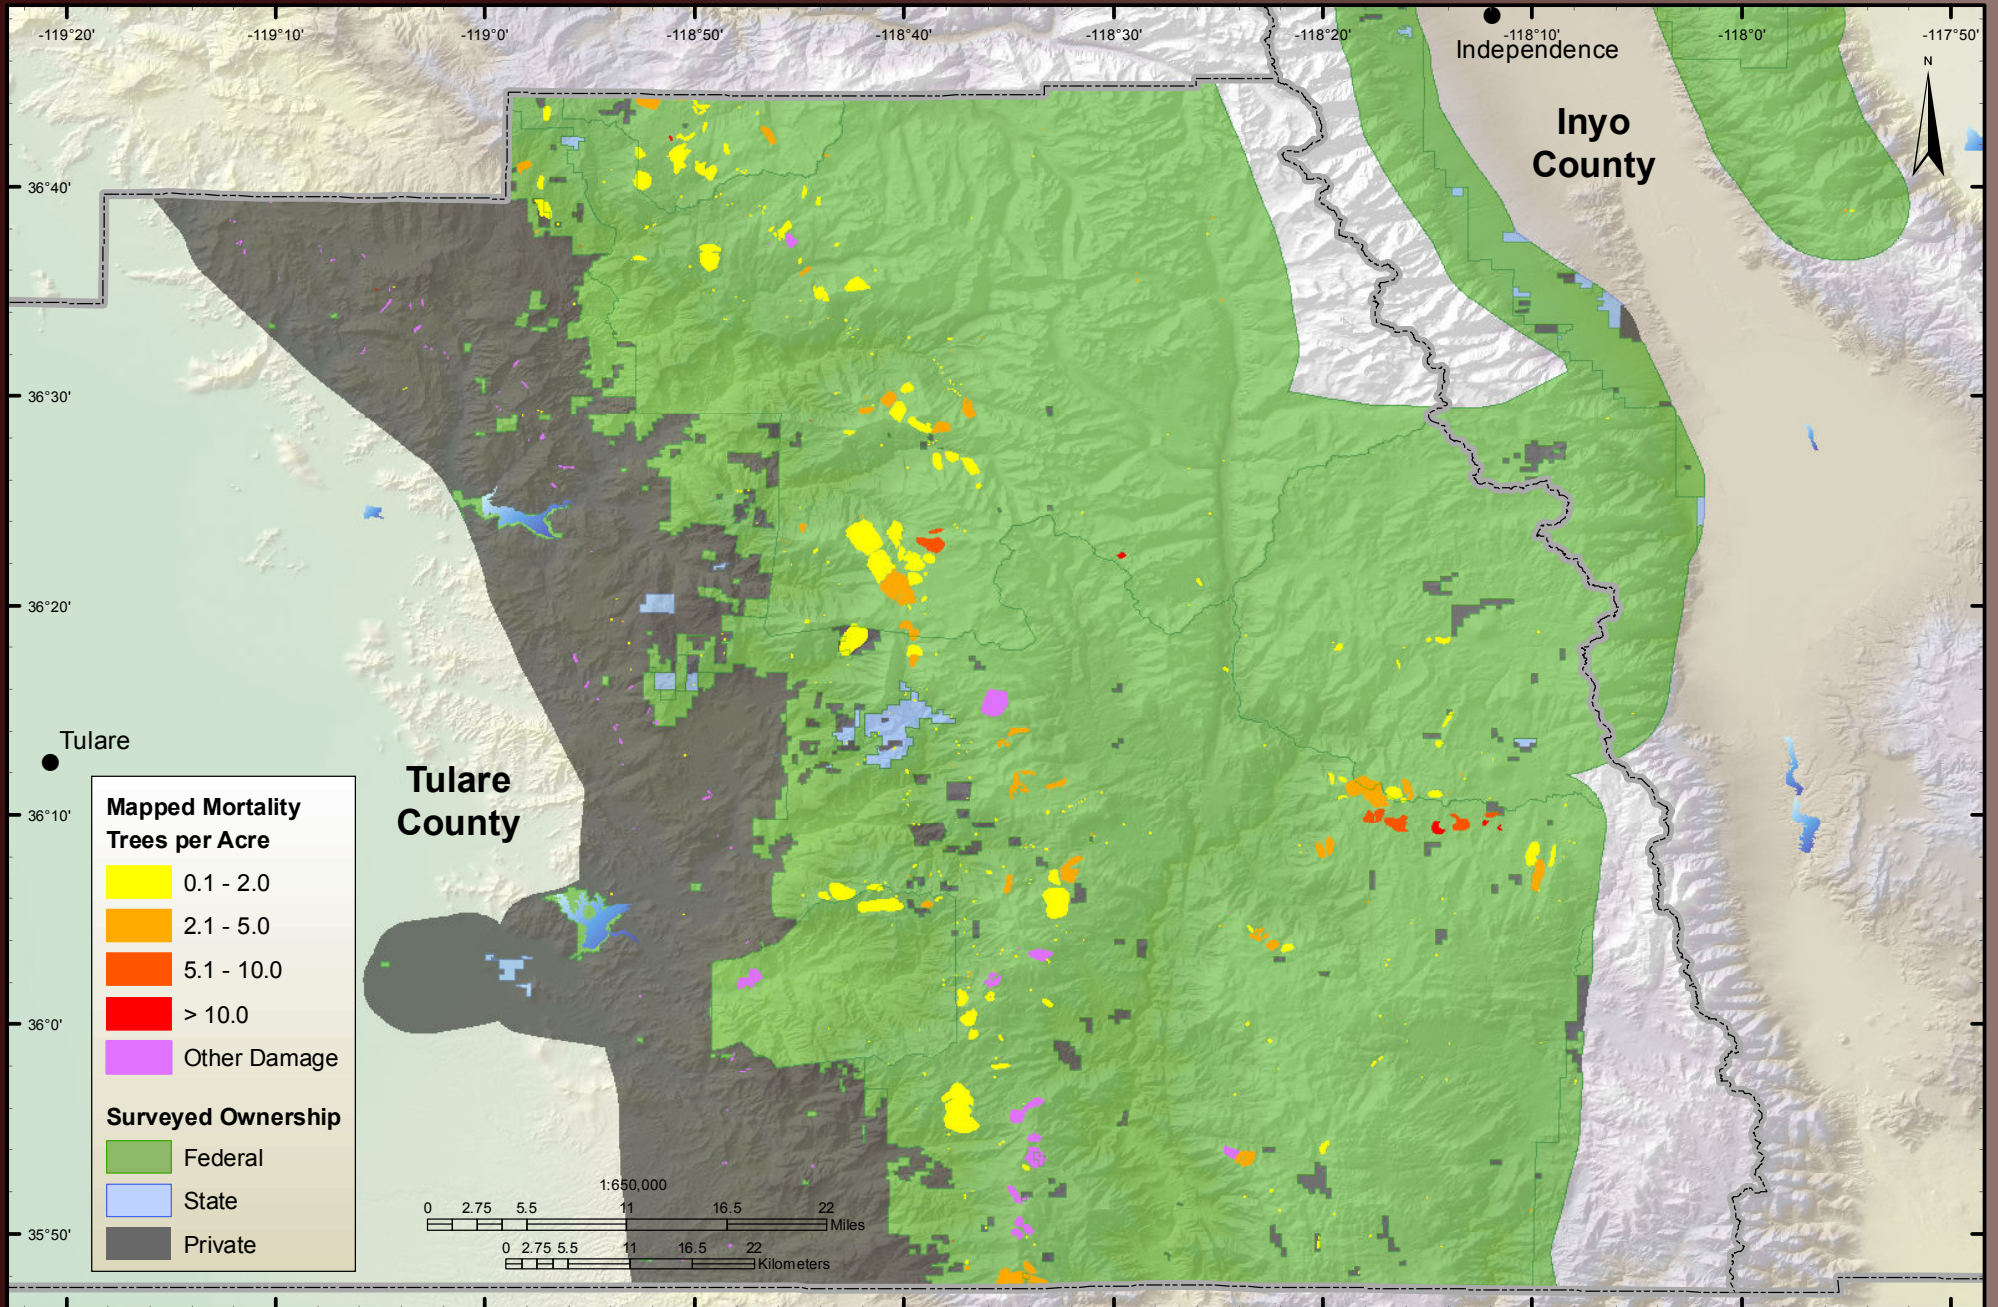 -119°20'
-119°10'
-119°0'
-118°50'
-118°40'
-118°30'
-118°20'
-118°10'
-118°0'
-117°50'
Independence
N
Inyo
County
36°40'
36°30'
36°20'
36°10'
36°0'
35°50'
Tulare
Tulare
County
Mapped Mortality
Trees per Acre
0.1 - 2.0
2.1 - 5.0
5.1 - 10.0
> 10.0
Other Damage
Surveyed Ownership
Federal
State
Private
1:650,000
0 2.75 5.5 11 16.5 22
Miles
0 2.75 5.5 11 16.5 22
Kilometers